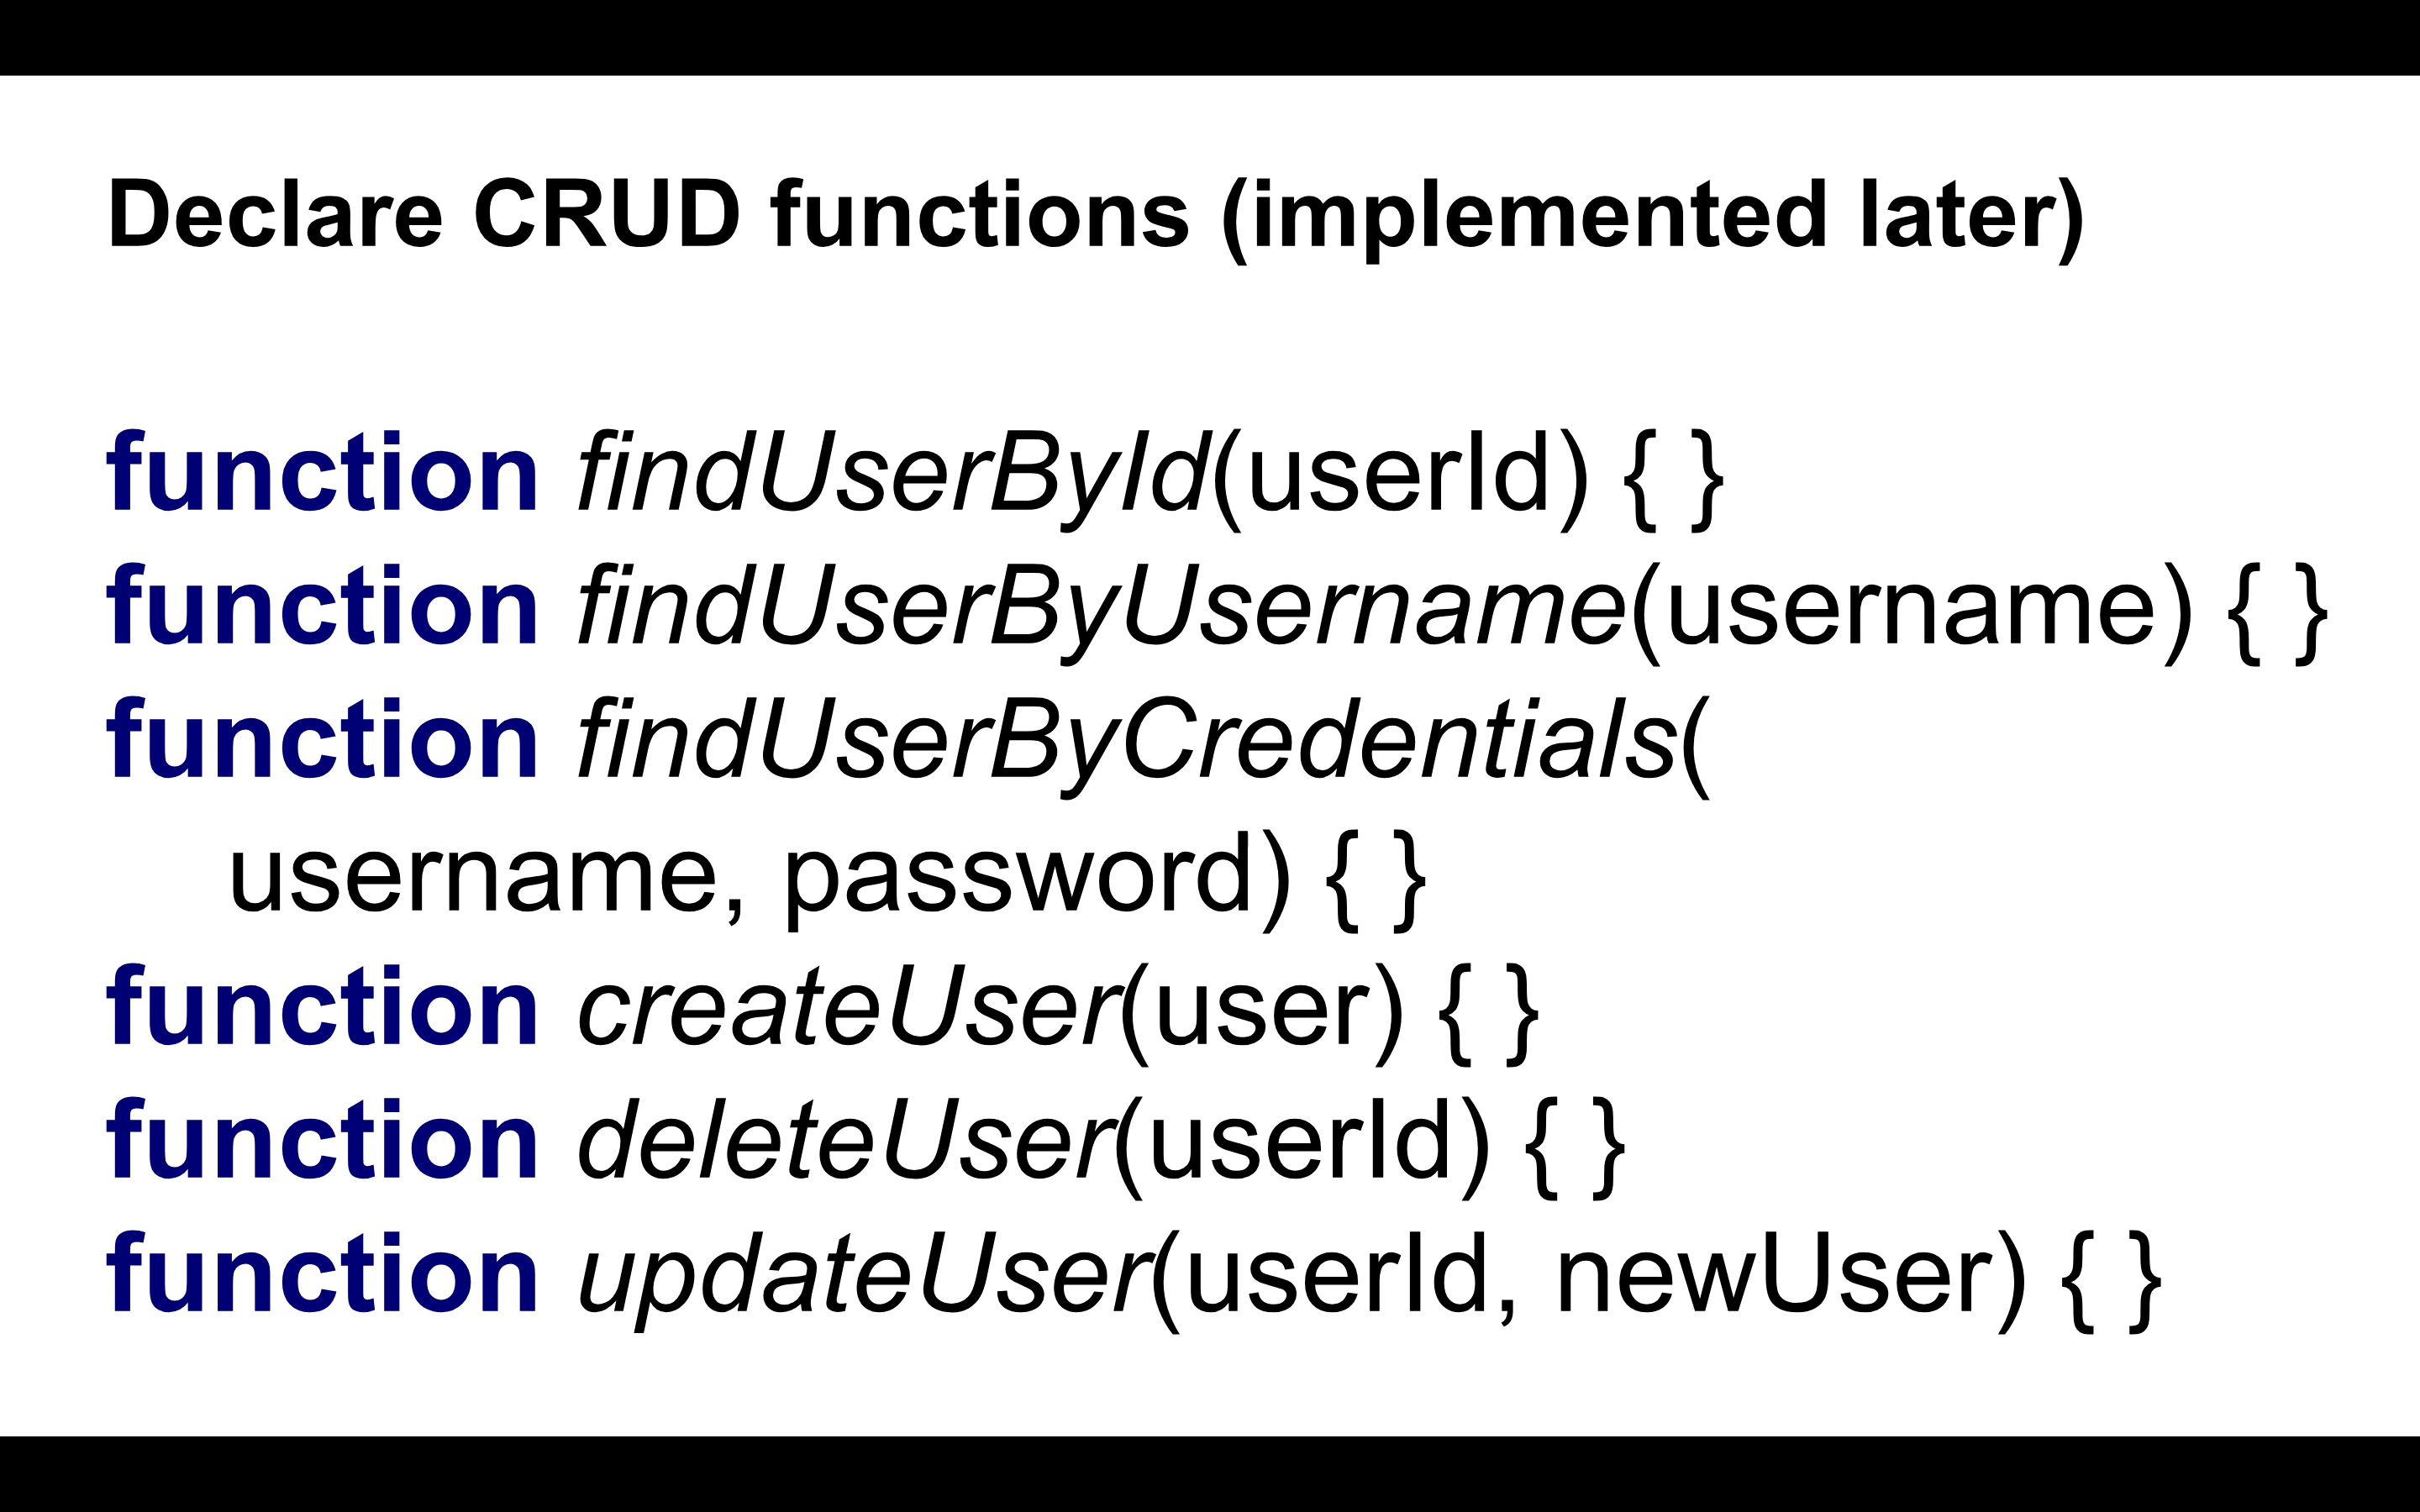 Declare CRUD functions (implemented later)
function findUserById(userId) { }
function findUserByUsername(username) { }
function findUserByCredentials(
username, password) { }
function createUser(user) { }
function deleteUser(userId) { }
function updateUser(userId, newUser) { }